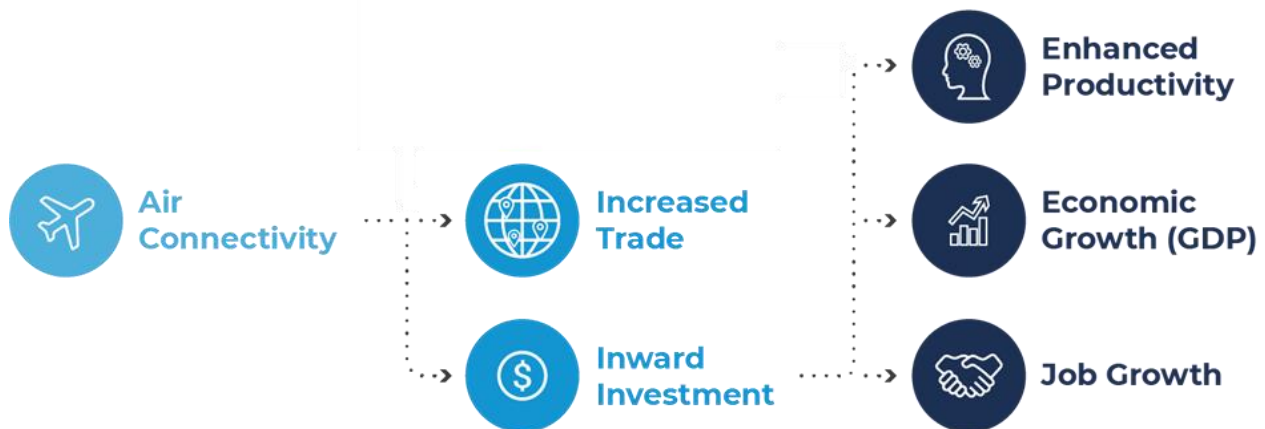 Air
Connectivity
Increased
Trade
Inward
Investment
$
Enhanced
Productivity
Economic
Growth (GDP)
Job Growth